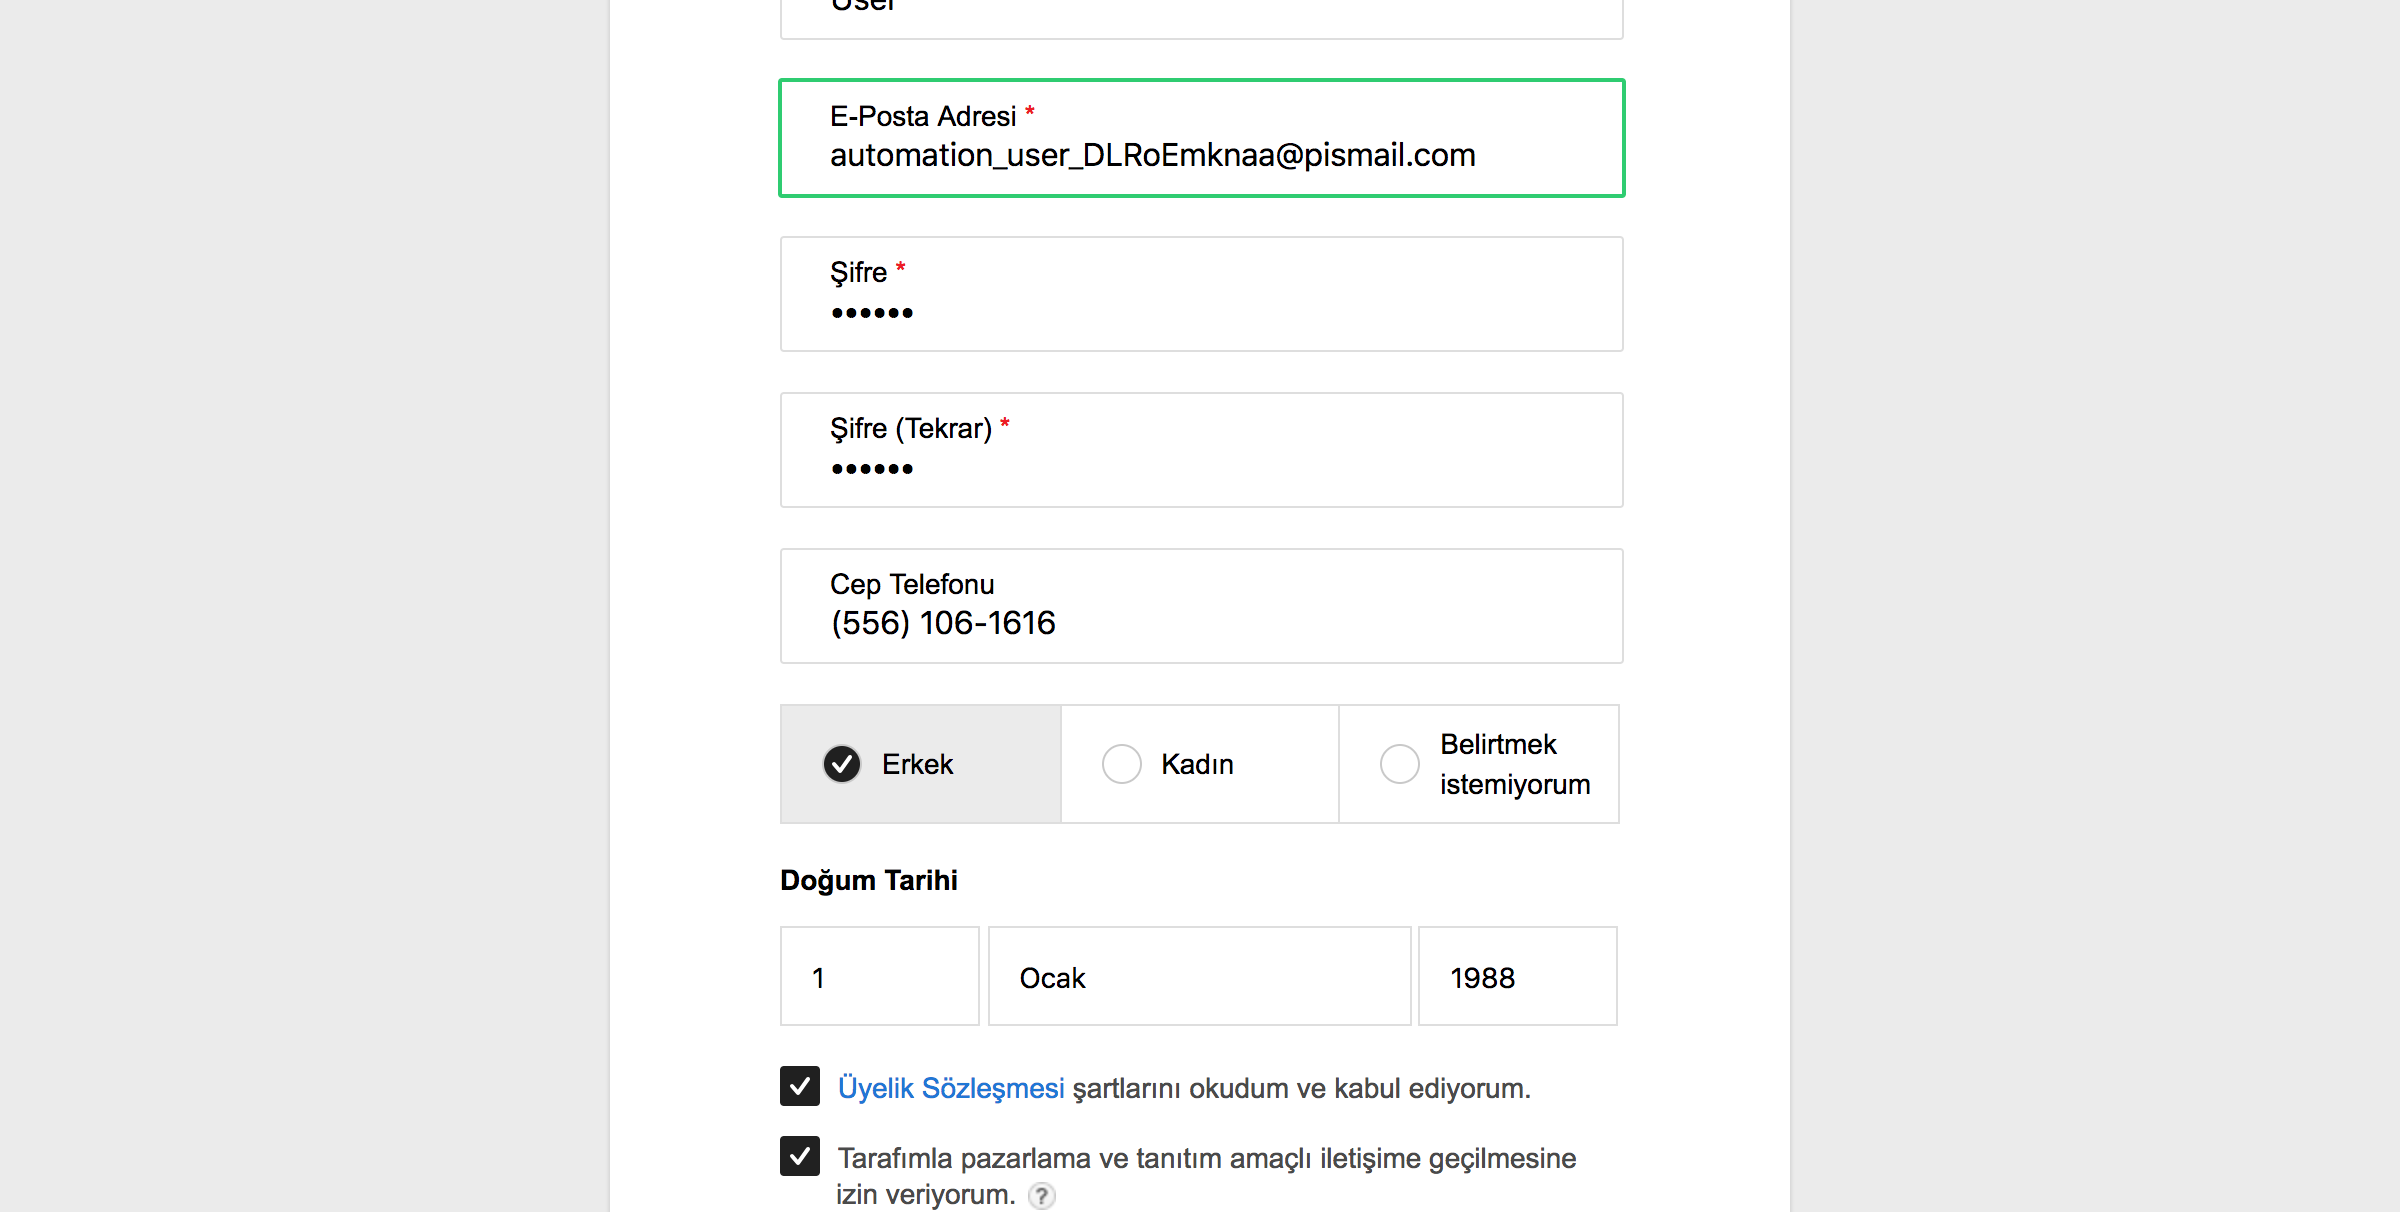 User
E-Posta Adresi *
automation_user_DLRoEmknaa@pismail.com
Şifre *
••••••
Şifre (Tekrar) *
••••••
Cep Telefonu
(556) 106-1616
Erkek
Kadın
Belirtmek
istemiyorum
Doğum Tarihi
1
Ocak
1988
Üyelik Sözleşmesi şartlarını okudum ve kabul ediyorum.
Tarafımla pazarlama ve tanıtım amaçlı iletişime geçilmesine
izin veriyorum. ?